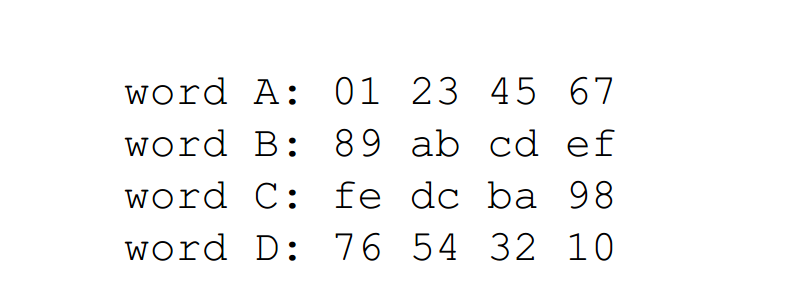 word A: 01 23 45 67
word B: 89 ab cd ef
word C: fe dc ba 98
word D: 76 54 32 10